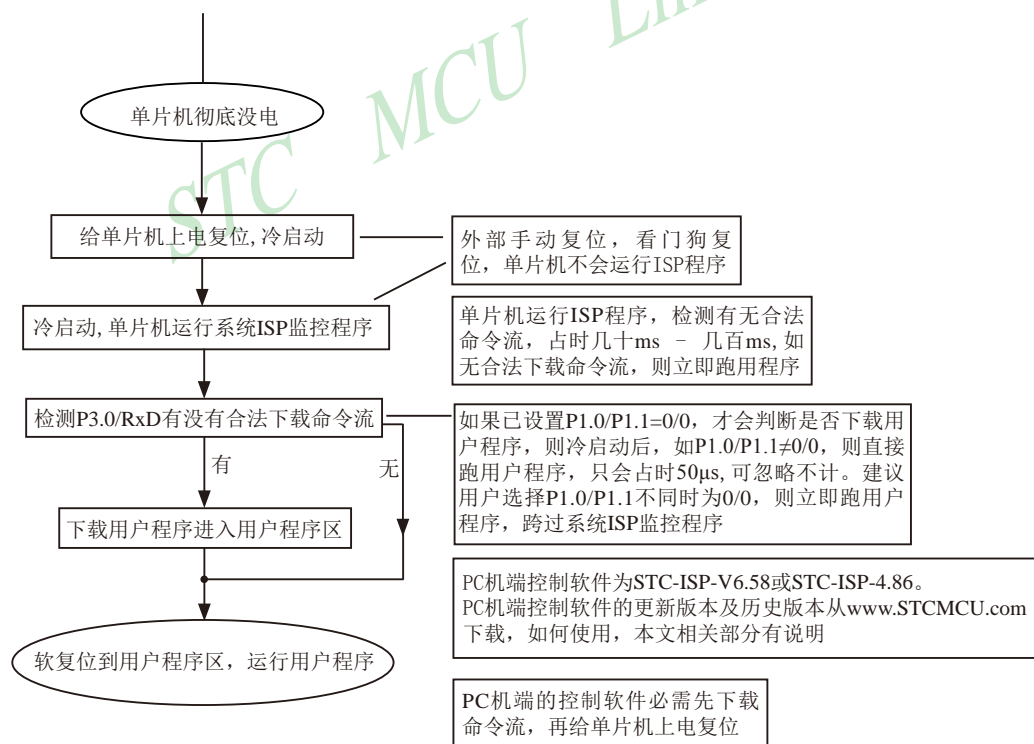 STC MCU Lim
单片机彻底没电
给单片机上电复位,冷启动
外部手动复位，看门狗复
位，单片机不会运行ISP程序
冷启动,单片机运行系统ISP监控程序
单片机运行ISP程序，检测有无合法
命令流，占时几十ms - 几百ms,如
无合法下载命令流，则立即跑用程序
检测P3.0/RxD有没有合法下载命令流
如果已设置P1.0/P1.1=0/0，才会判断是否下载用
户程序，则冷启动后，如P1.0/P1.1≠0/0，则直接
跑用户程序，只会占时50μs,可忽略不计。建议
用户选择P1.0/P1.1不同时为0/0，则立即跑用户
程序，跨过系统ISP监控程序
有
无
下载用户程序进入用户程序区
PC机端控制软件为STC-ISP-V6.58或STC-ISP-4.86。
PC机端控制软件的更新版本及历史版本从www.STCMCU.com
下载，如何使用，本文相关部分有说明
软复位到用户程序区，运行用户程序
PC机端的控制软件必需先下载
命令流，再给单片机上电复位